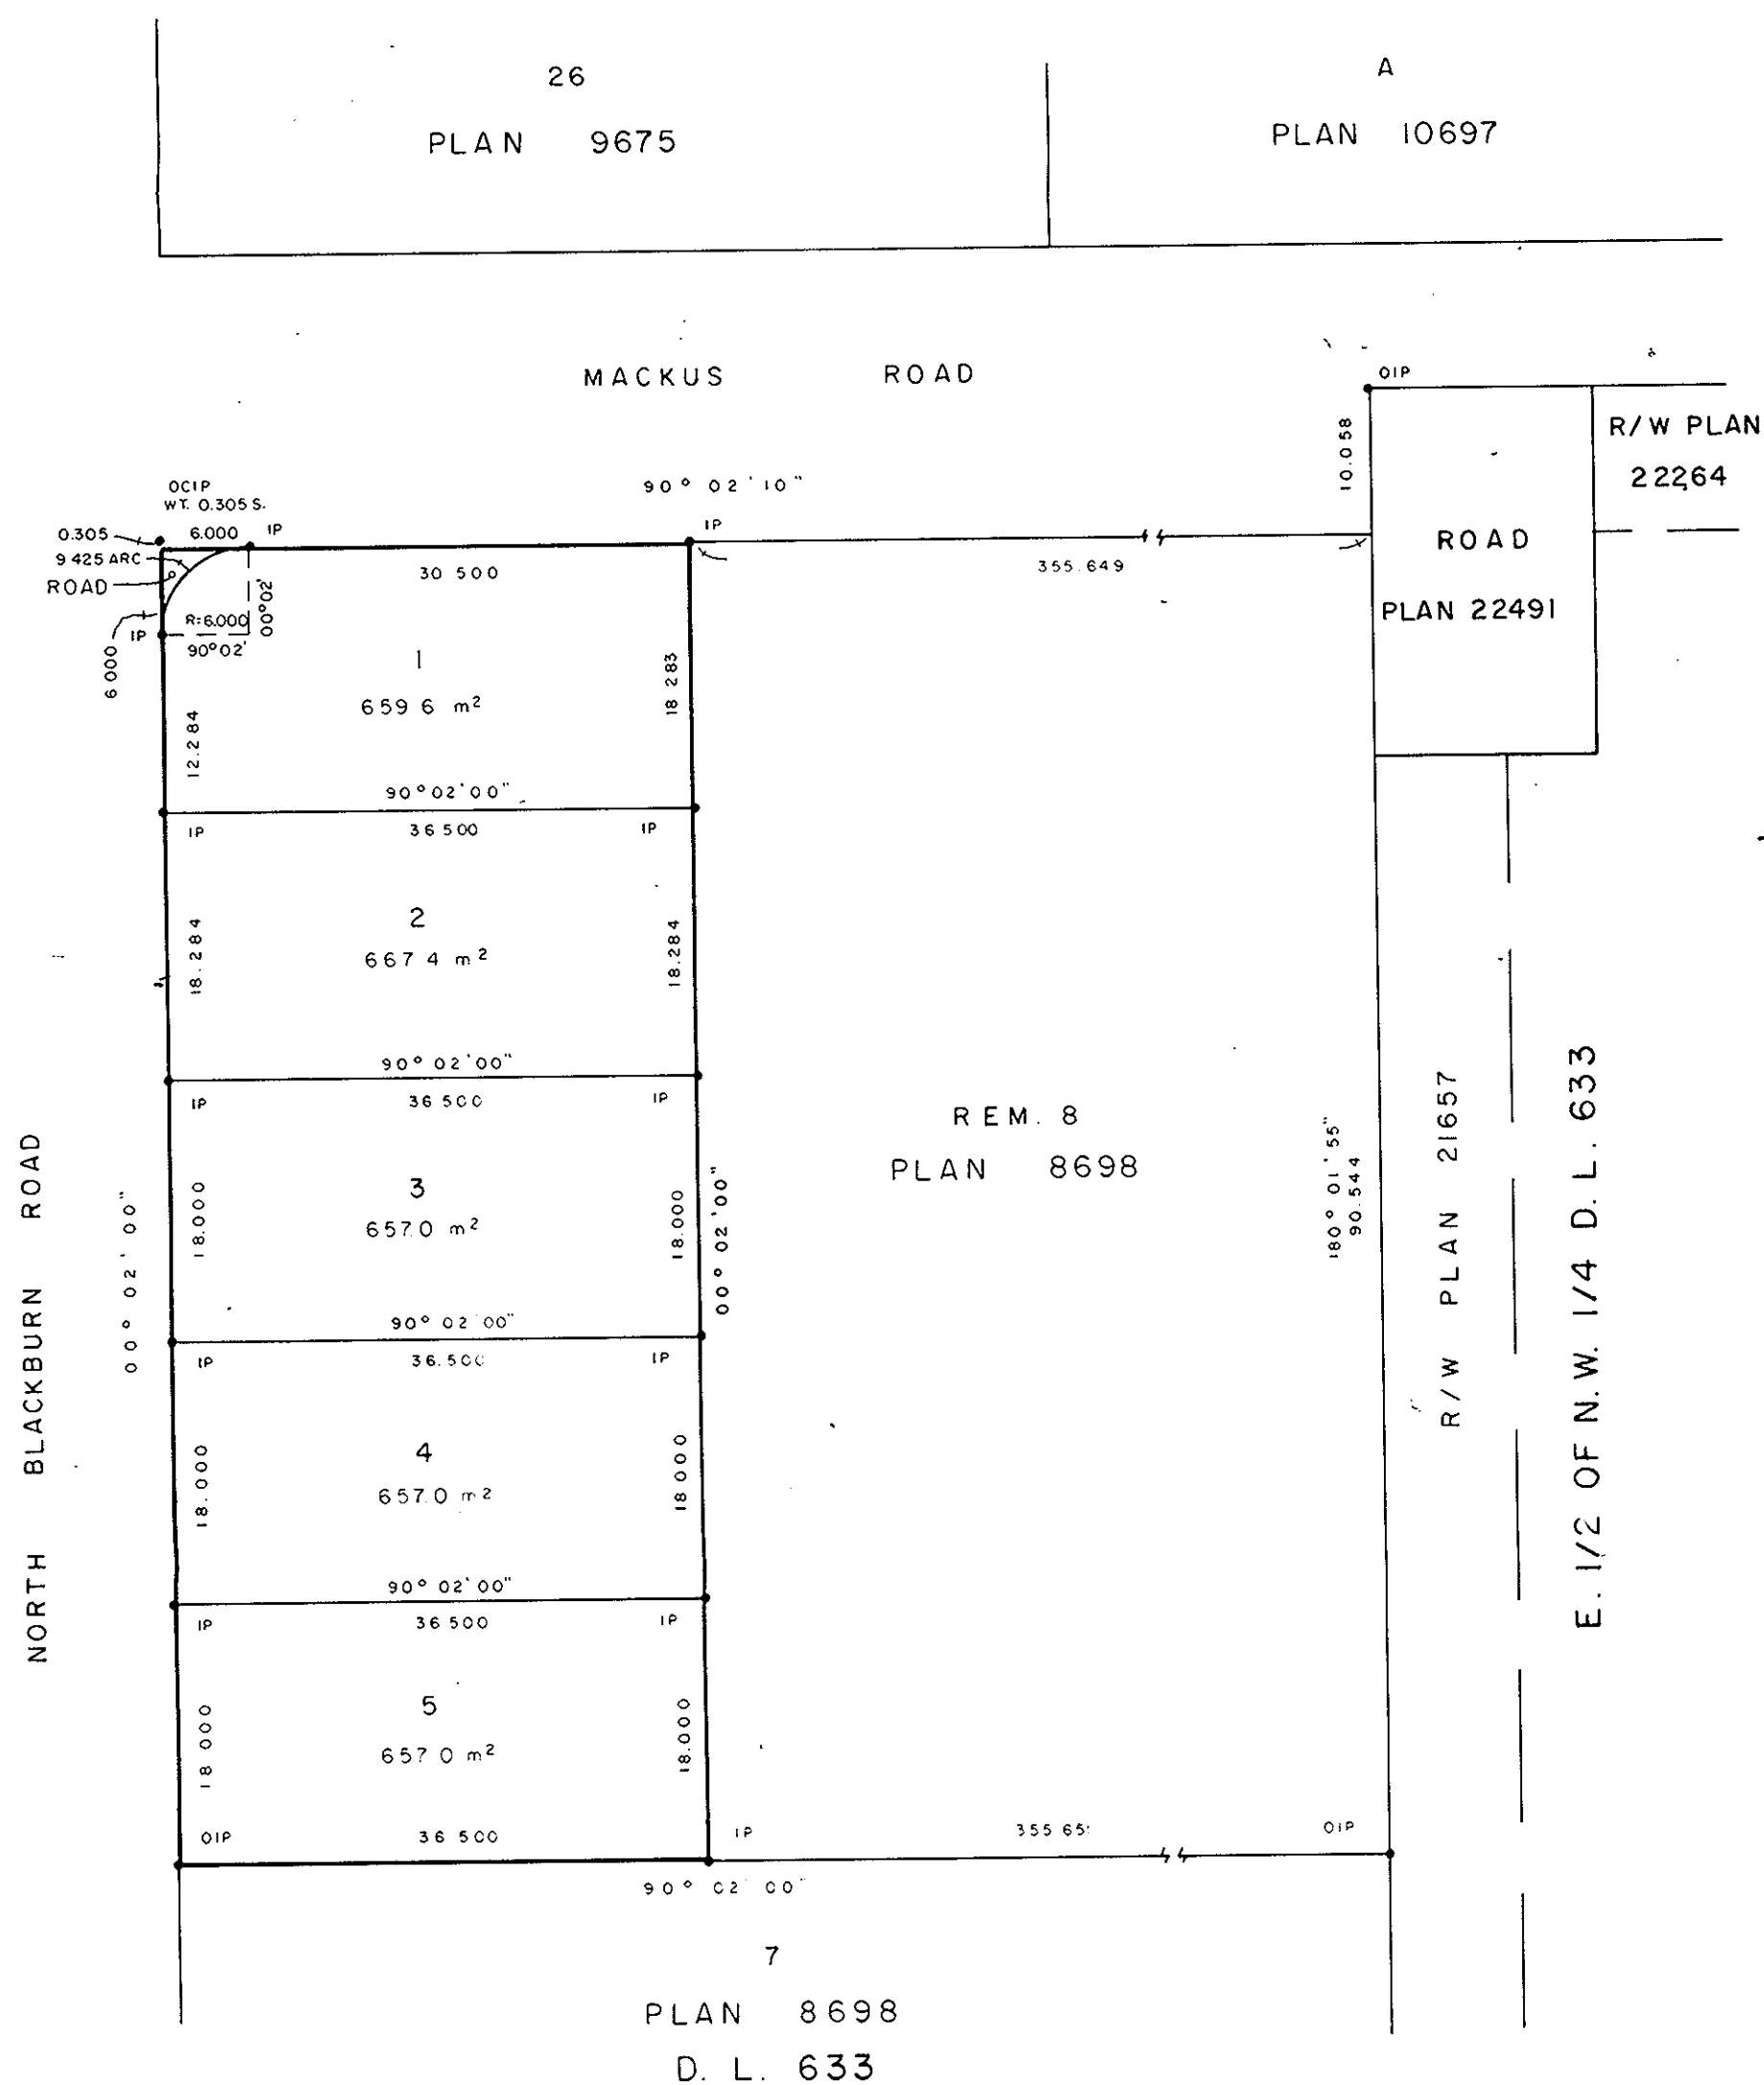 26
PLAN 9675
A
PLAN 10697
MACKUS ROAD
OIP
10.058
R/W PLAN
22264
ROAD
PLAN 22491
OCIP
WT. 0.305 S.
0.305
6.000
IP
90° 02' 10"
IP
9 425 ARC
ROAD
30 500
355.649
R=6.000
00°02'
IP
90°02'
6 000
1
659 6 m²
12.284
18 283
90°02'00"
IP
36 500
IP
2
667 4 m²
18.284
18.284
90° 02'00"
IP
36 500
IP
3
657.0 m²
18.000
18.000
00° 02' 00"
00° 02' 00"
NORTH BLACKBURN ROAD
REM. 8
PLAN 8698
180° 01' 55"
90.544
R/W PLAN 21657
E. 1/2 OF N.W. 1/4 D. L. 633
90° 02' 00"
IP
36.500
IP
4
657.0 m²
18.000
18 000
90° 02' 00"
IP
36 500
IP
5
657 0 m²
18 000
18.000
OIP
36 500
IP
355 65
OIP
90° 02' 00"
7
PLAN 8698
D. L. 633